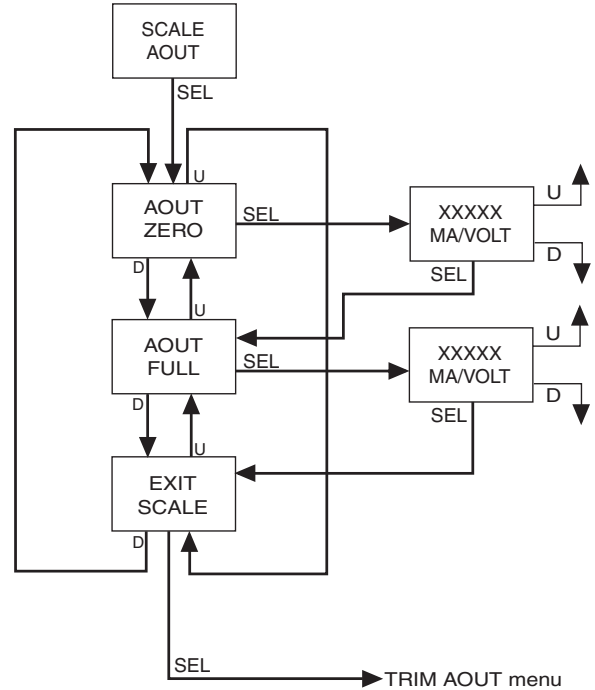 SCALE
AOUT
SEL
U
AOUT
ZERO
SEL
XXXXX
MA/VOLT
U
D
SEL
D
U
AOUT
FULL
SEL
XXXXX
MA/VOLT
U
D
SEL
D
U
EXIT
SCALE
D
SEL
TRIM AOUT menu